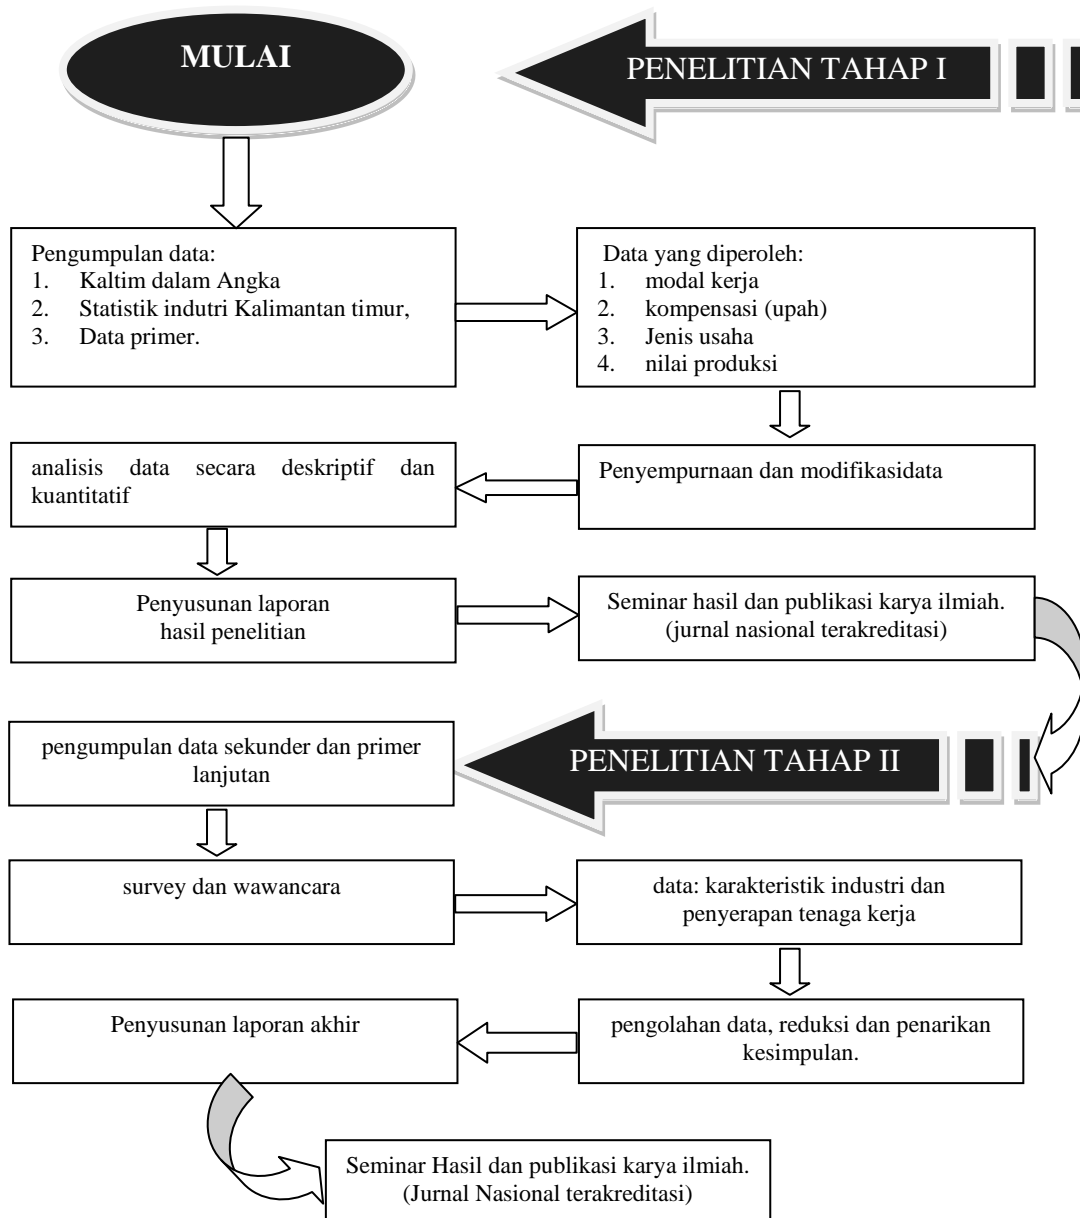 MULAI
PENELITIAN TAHAP I
Pengumpulan data:
1. Kaltim dalam Angka
2. Statistik indutri Kalimantan timur,
3. Data primer.
Data yang diperoleh:
1. modal kerja
2. kompensasi (upah)
3. Jenis usaha
4. nilai produksi
Penyempurnaan dan modifikasidata
analisis data secara deskriptif dan
kuantitatif
Penyusunan laporan
hasil penelitian
Seminar hasil dan publikasi karya ilmiah.
(jurnal nasional terakreditasi)
PENELITIAN TAHAP II
pengumpulan data sekunder dan primer
lanjutan
survey dan wawancara
data: karakteristik industri dan
penyerapan tenaga kerja
pengolahan data, reduksi dan penarikan
kesimpulan.
Penyusunan laporan akhir
Seminar Hasil dan publikasi karya ilmiah.
(Jurnal Nasional terakreditasi)